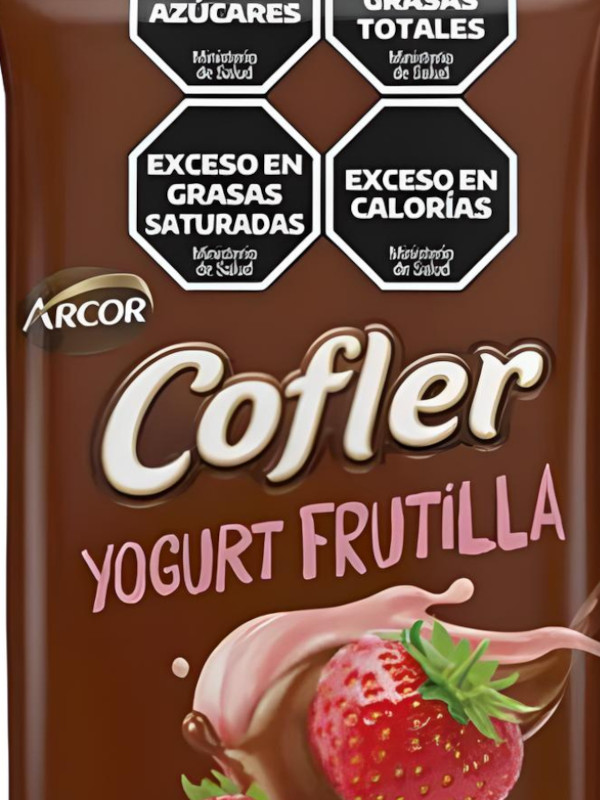 AZÚCARES
GRASAS
TOTALES
EXCESO EN
GRASAS
SATURADAS
EXCESO EN
CALORÍAS
ARCOR
Cofler
YOGURT FRUTiLLA